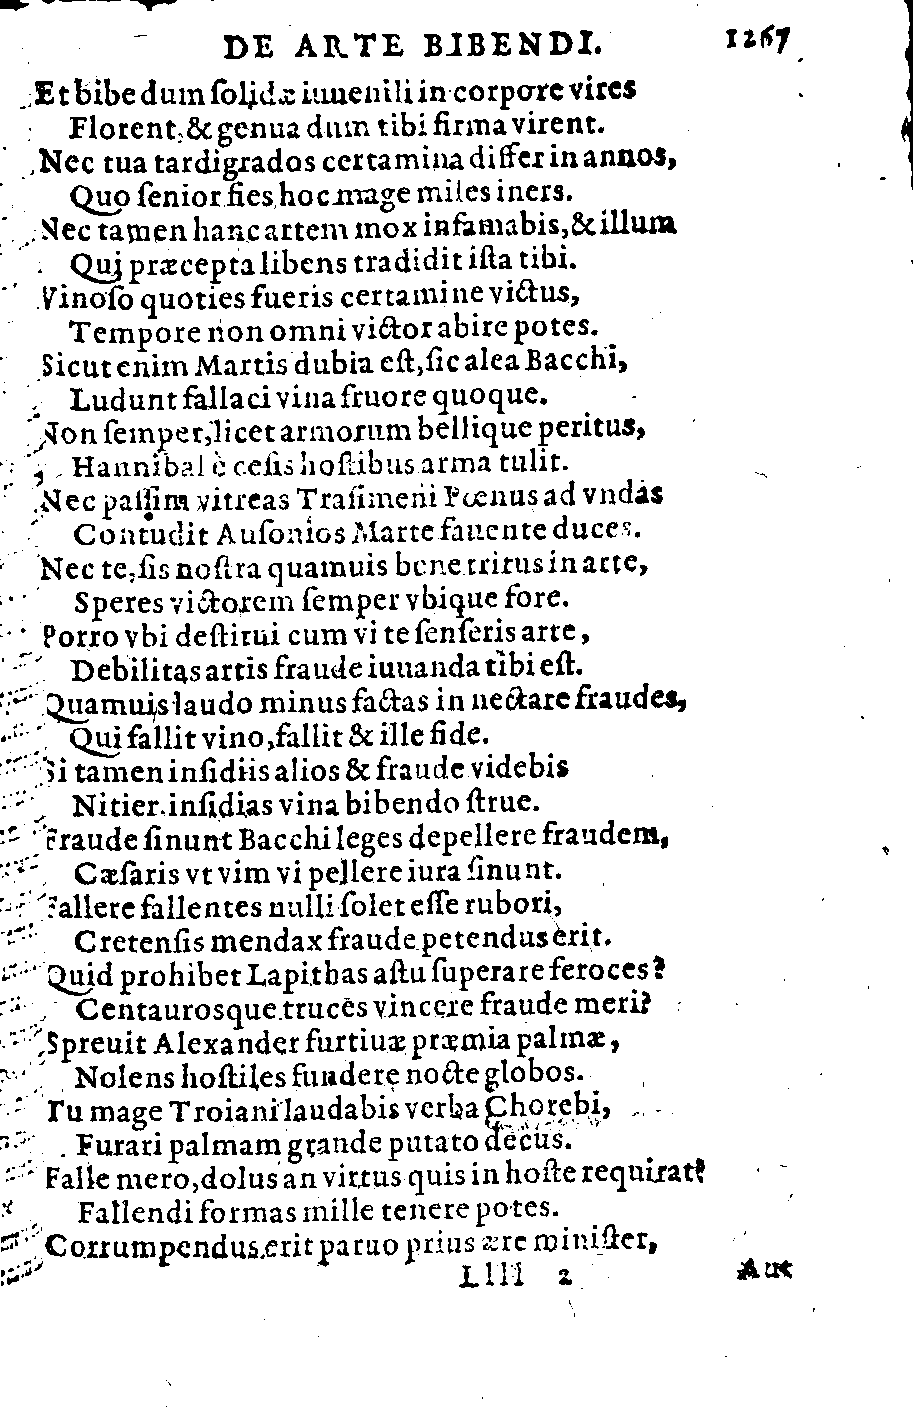 DE ARTE BIBENDI. 1267
Et bibe dum ſolidæ iuuenili in corpore vires
Florent, & genua dum tibi firma virent.
Nec tua tardigrados certamina differ in annos,
Quo ſenior fies, hoc mage miles iners.
Nec tamen hanc artem mox infamabis, & illum
Qui præcepta libens tradidit iſta tibi.
Vinoſo quoties fueris certamine victus,
Tempore non omni victor abire potes.
Sicut enim Martis dubia eſt, ſic alea Bacchi,
Ludunt fallaci vina fruore quoque.
Non ſemper, licet armorum bellique peritus,
Hannibal è ceſis hoſtibus arma tulit.
Nec paſſim vitreas Traſimeni Pœnus ad vndas
Contudit Auſonios Marte fauente duces.
Nec te, ſis noſtra quamuis bene tritus in arte,
Speres victorem ſemper vbique fore.
Porro vbi deſtitui cum vi te ſenſeris arte,
Debilitas artis fraude iuuanda tibi eſt.
Quamuis laudo minus factas in nectare fraudes,
Qui fallit vino, fallit & ille fide.
Si tamen inſidiis alios & fraude videbis
Nitier, inſidias vina bibendo ſtrue.
Fraude ſinunt Bacchi leges depellere fraudem,
Cæſaris vt vim vi pellere iura ſinunt.
Fallere fallentes nulli ſolet eſſe rubori,
Cretenſis mendax fraude petendus erit.
Quid prohibet Lapithas aſtu ſuperare feroces?
Centaurosque truces vincere fraude meri?
Spreuit Alexander furtiuæ præmia palmæ,
Nolens hoſtiles fundere nocte globos.
Tu mage Troiani laudabis verba Chorebi,
Furari palmam grande putato decus.
Falle mero, dolus an virtus quis in hoſte requirat?
Fallendi formas mille tenere potes.
Corrumpendus erit paruo prius ære miniſter,
Llll 2 Aut